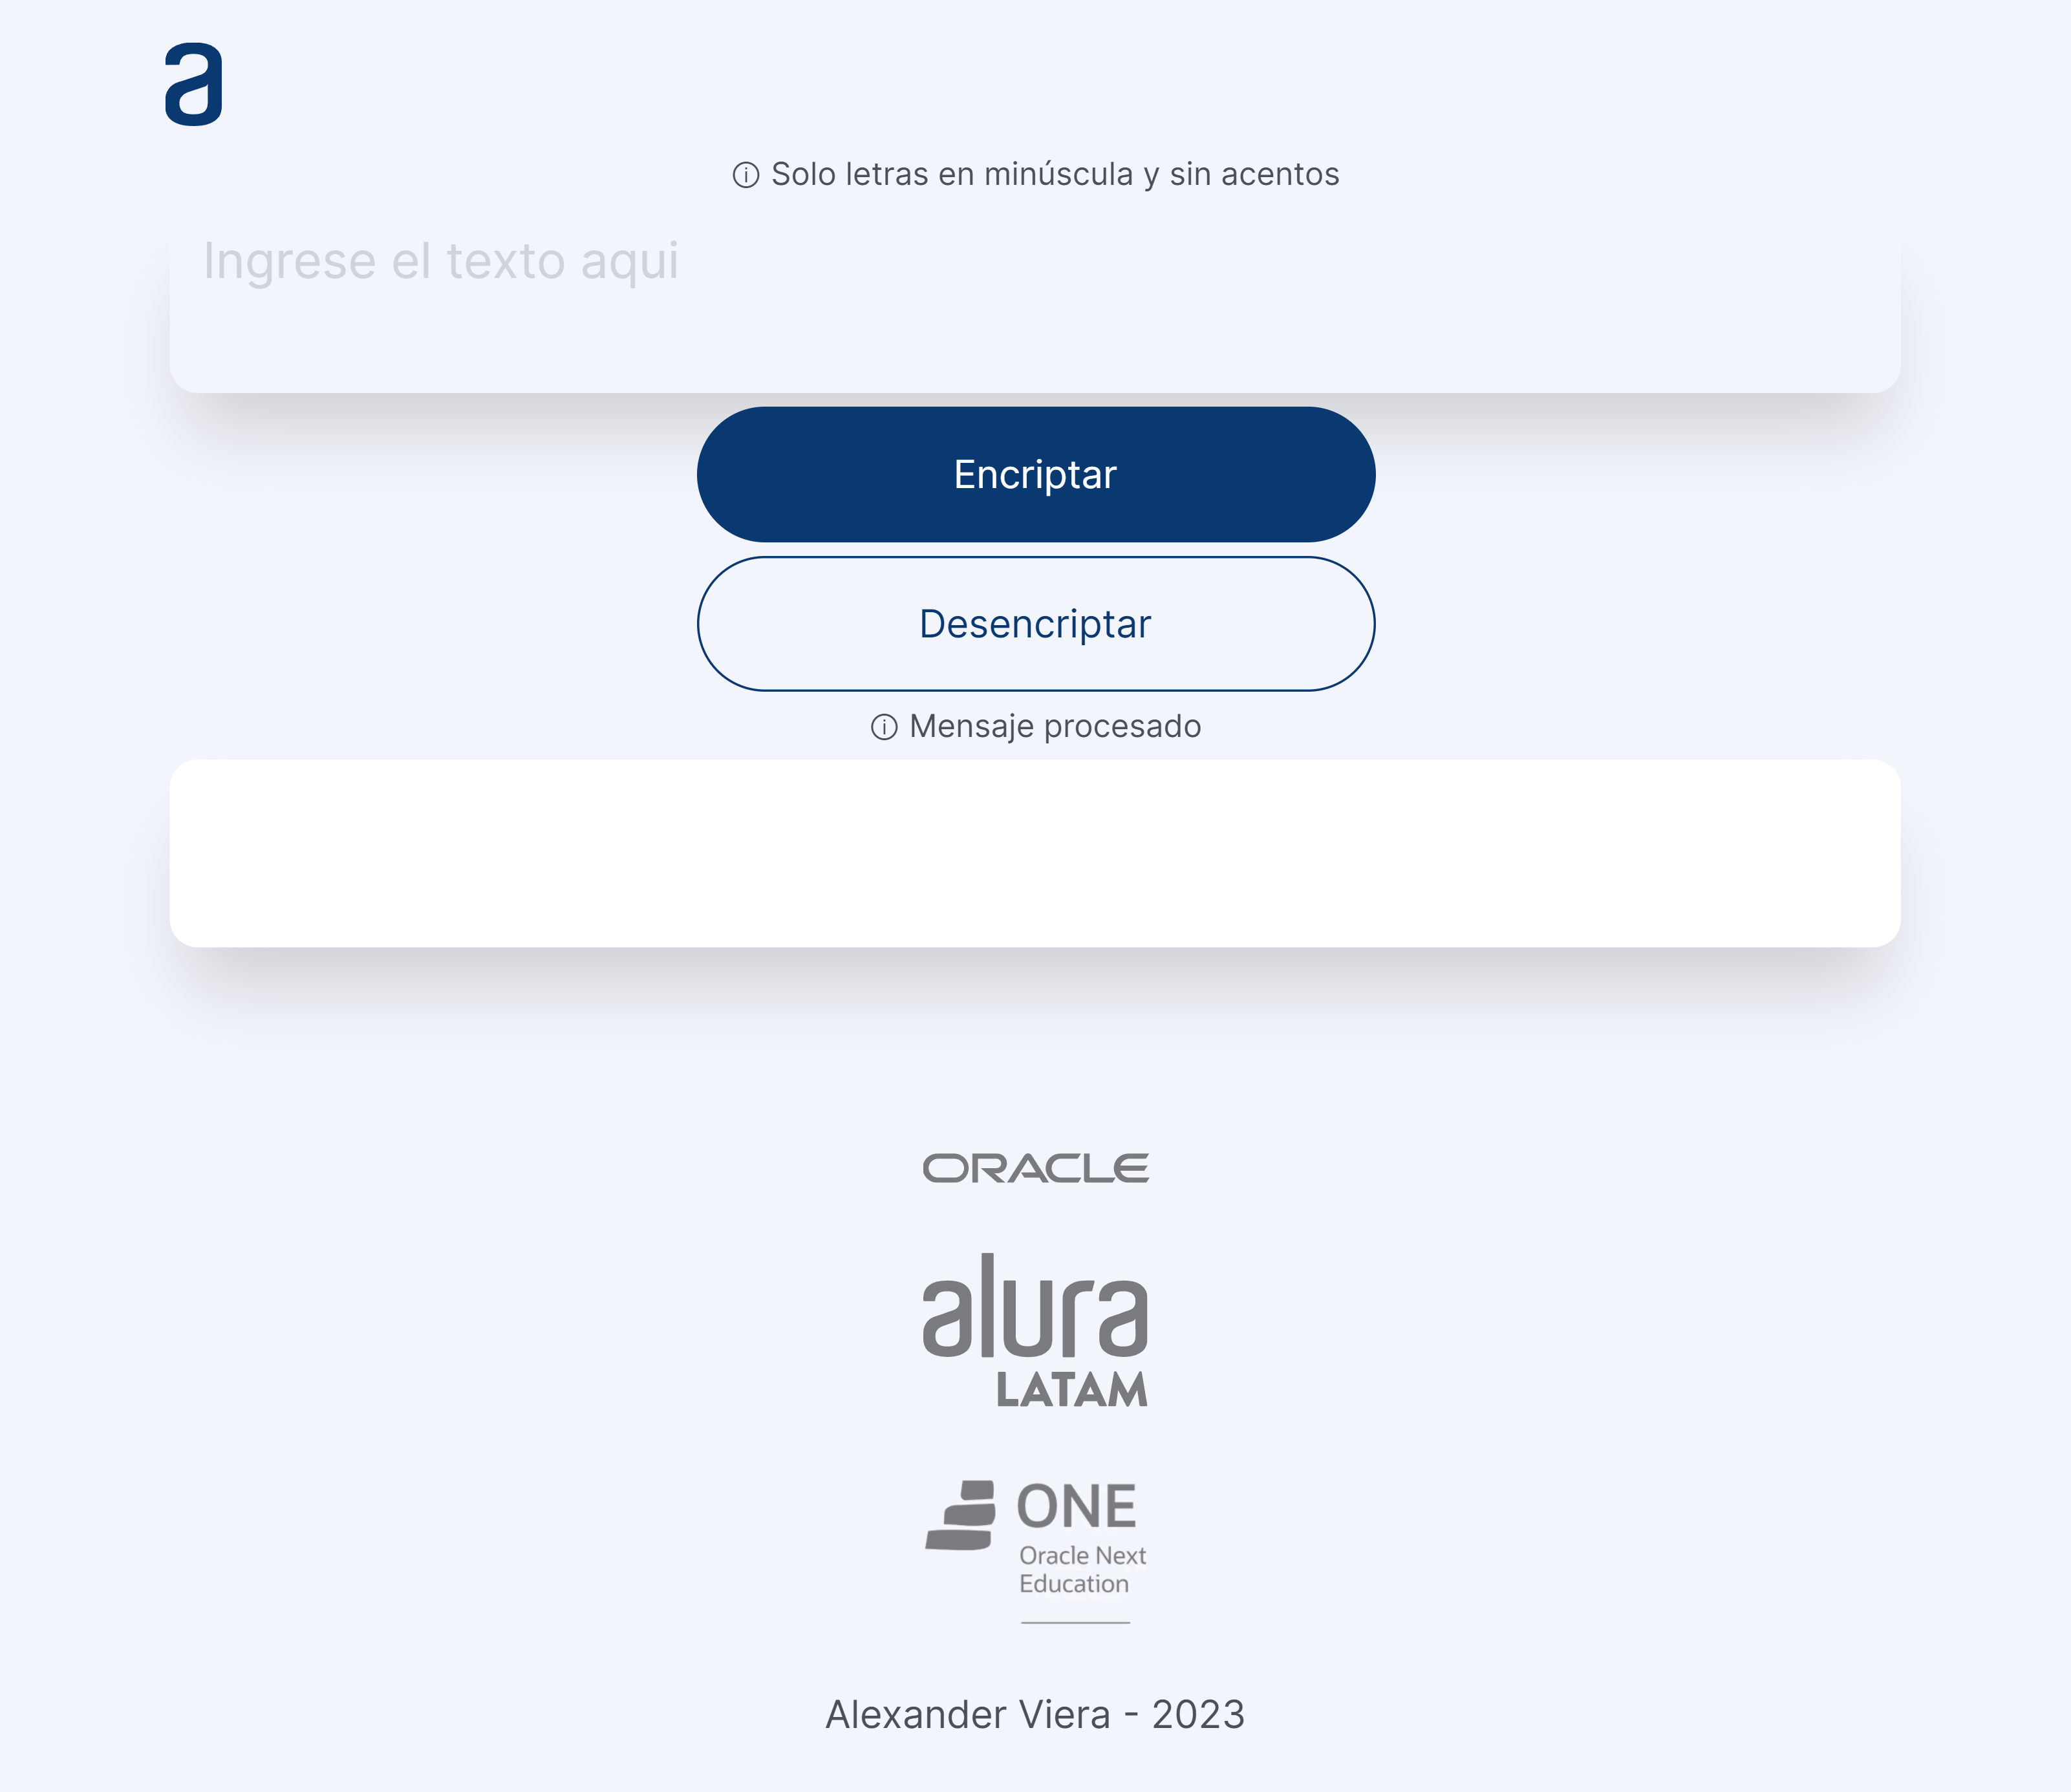 a
Solo letras en minúscula y sin acentos
Ingrese el texto aqui
Encriptar
Desencriptar
Mensaje procesado
ORACLE
alura
LATAM
ONE
Oracle Next
Education
Alexander Viera - 2023